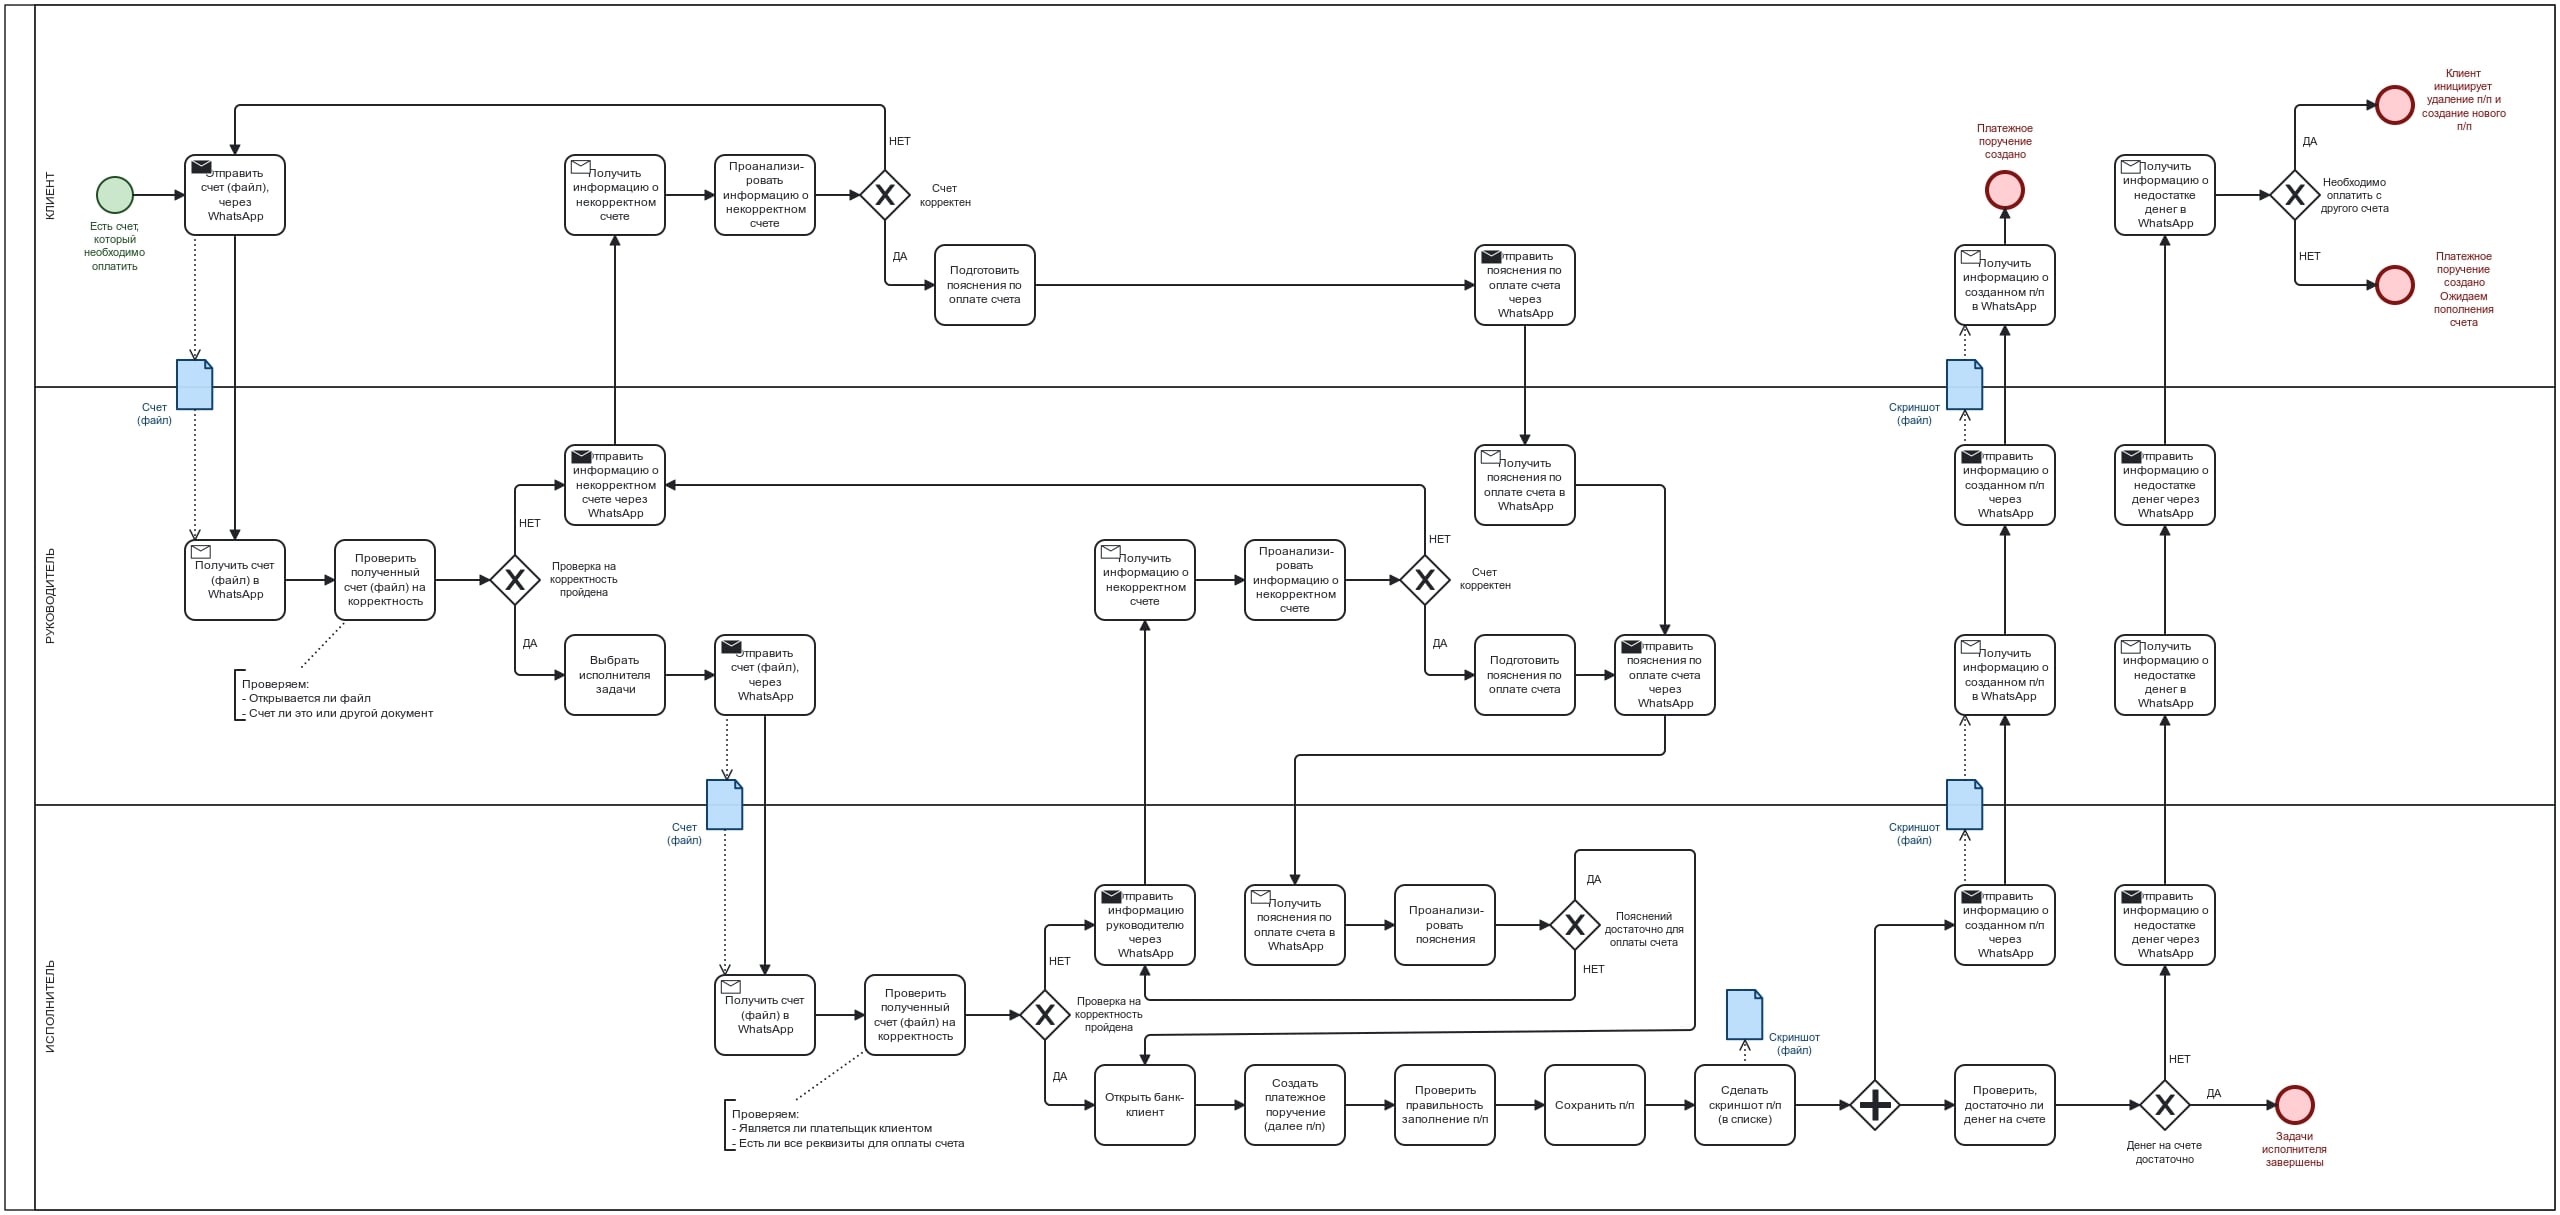 КЛИЕНТ
Есть счет,
который
необходимо
оплатить
Отправить
счет (файл),
через
WhatsApp
Получить
информацию о
некорректном
счете
Проанализи-
ровать
информацию о
некорректном
счете
НЕТ
Счет
корректен
ДА
Подготовить
пояснения по
оплате счета
Отправить
пояснения по
оплате счета
через
WhatsApp
Платежное
поручение
создано
Получить
информацию о
созданном п/п
в WhatsApp
Получить
информацию о
недостатке
денег в
WhatsApp
ДА
Необходимо
оплатить с
другого счета
НЕТ
Клиент
инициирует
удаление п/п и
создание нового
п/п
Платежное
поручение
создано
Ожидаем
пополнения
счета
Счет
(файл)
Скриншот
(файл)
РУКОВОДИТЕЛЬ
Получить счет
(файл) в
WhatsApp
Проверить
полученный
счет (файл) на
корректность
Проверяем:
- Открывается ли файл
- Счет ли это или другой документ
НЕТ
Проверка на
корректность
пройдена
ДА
Отправить
информацию о
некорректном
счете через
WhatsApp
Выбрать
исполнителя
задачи
Отправить
счет (файл),
через
WhatsApp
Получить
информацию о
некорректном
счете
Проанализи-
ровать
информацию о
некорректном
счете
НЕТ
Счет
корректен
ДА
Получить
пояснения по
оплате счета в
WhatsApp
Подготовить
пояснения по
оплате счета
Отправить
пояснения по
оплате счета
через
WhatsApp
Отправить
информацию о
созданном п/п
через
WhatsApp
Отправить
информацию о
недостатке
денег через
WhatsApp
Получить
информацию о
созданном п/п
в WhatsApp
Получить
информацию о
недостатке
денег в
WhatsApp
Счет
(файл)
Скриншот
(файл)
ИСПОЛНИТЕЛЬ
Получить счет
(файл) в
WhatsApp
Проверить
полученный
счет (файл) на
корректность
Проверяем:
- Является ли плательщик клиентом
- Есть ли все реквизиты для оплаты счета
НЕТ
Проверка на
корректность
пройдена
ДА
Отправить
информацию
руководителю
через
WhatsApp
Получить
пояснения по
оплате счета в
WhatsApp
Проанализи-
ровать
пояснения
ДА
Пояснений
достаточно для
оплаты счета
НЕТ
Открыть банк-
клиент
Создать
платежное
поручение
(далее п/п)
Проверить
правильность
заполнение п/п
Сохранить п/п
Сделать
скриншот п/п
(в списке)
Скриншот
(файл)
Отправить
информацию о
созданном п/п
через
WhatsApp
Отправить
информацию о
недостатке
денег через
WhatsApp
Проверить,
достаточно ли
денег на счете
НЕТ
ДА
Денег на счете
достаточно
Задачи
исполнителя
завершены